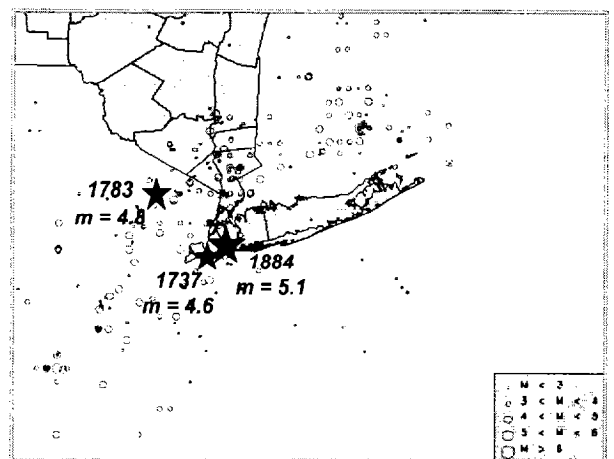 1783
m = 4.8
1737
m = 4.6
1884
m = 5.1
M < 3
3 < M < 4
4 < M < 5
5 < M < 6
M > 6